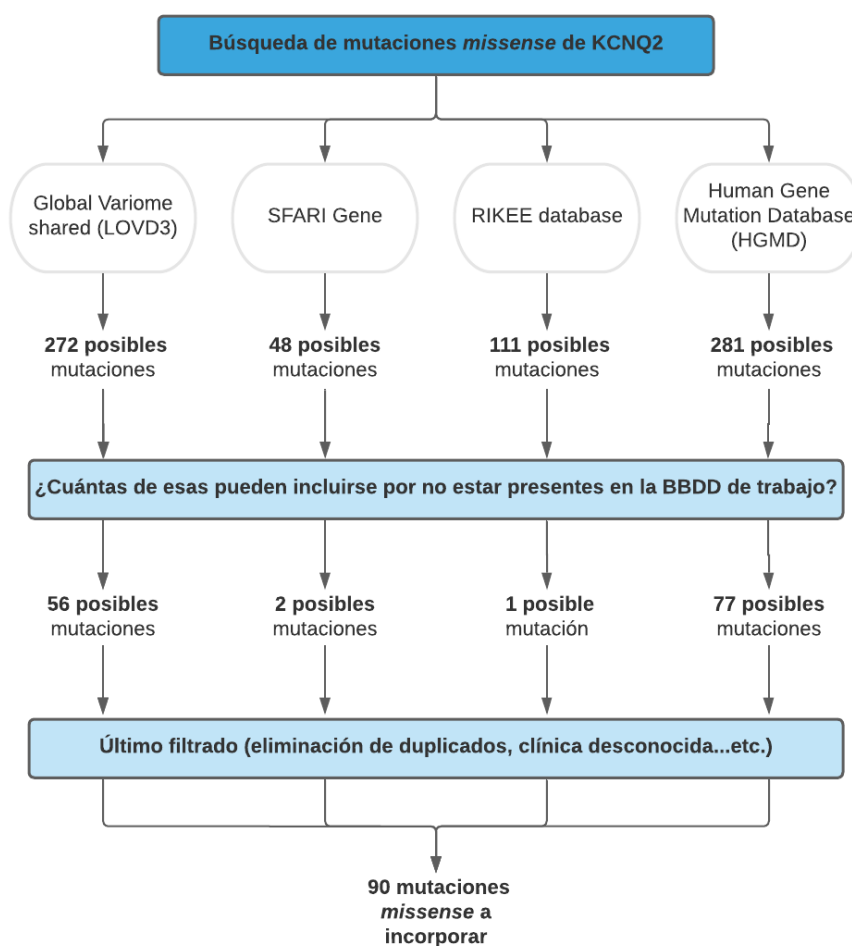 Búsqueda de mutaciones missense de KCNQ2
Global Variome
shared (LOVD3)
SFARI Gene
RIKEE database
Human Gene
Mutation Database
(HGMD)
272 posibles
mutaciones
48 posibles
mutaciones
111 posibles
mutaciones
281 posibles
mutaciones
¿Cuántas de esas pueden incluirse por no estar presentes en la BBDD de trabajo?
56 posibles
mutaciones
2 posibles
mutaciones
1 posible
mutación
77 posibles
mutaciones
Último filtrado (eliminación de duplicados, clínica desconocida...etc.)
90 mutaciones
missense a
incorporar